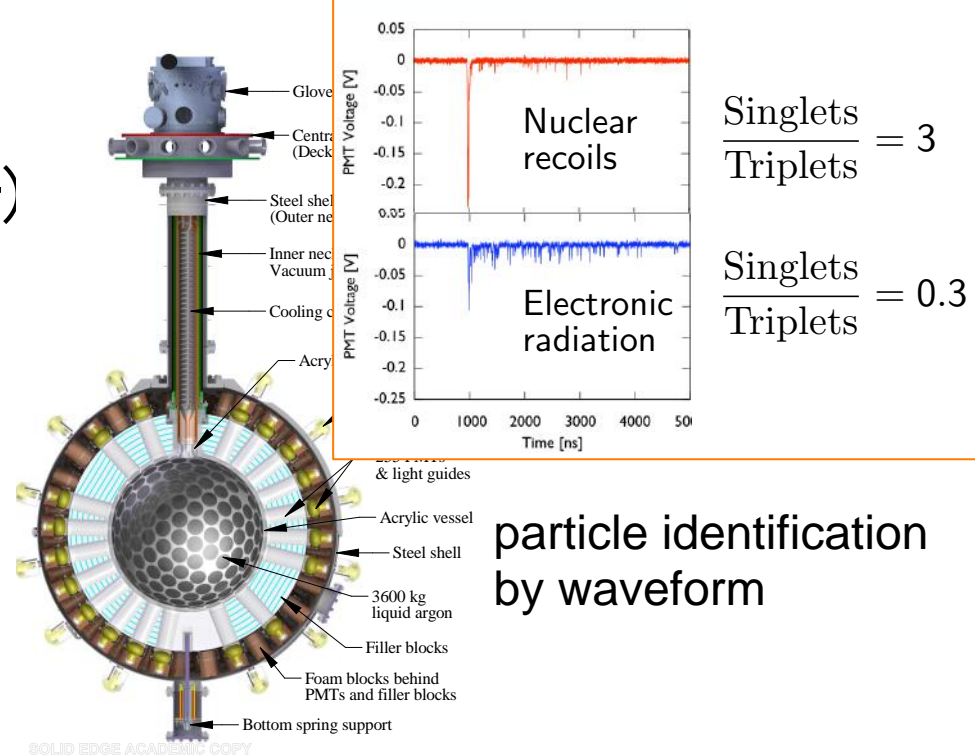 )
Glove
Centra
(Deck
Steel shel
(Outer ne
Inner nec
Vacuum j
Cooling c
Acry
& light guides
Acrylic vessel
Steel shell
3600 kg
liquid argon
Filler blocks
Foam blocks behind
PMTs and filler blocks
Bottom spring support
SOLID EDGE ACADEMIC COPY
0.05
0
-0.05
-0.1
-0.15
-0.2
PMT Voltage [V]
Nuclear
recoils
Singlets
Triplets
= 3
0.05
0
-0.05
-0.1
-0.15
-0.2
-0.25
PMT Voltage [V]
Electronic
radiation
Singlets
Triplets
= 0.3
0 1000 2000 3000 4000 50
Time [ns]
particle identification
by waveform